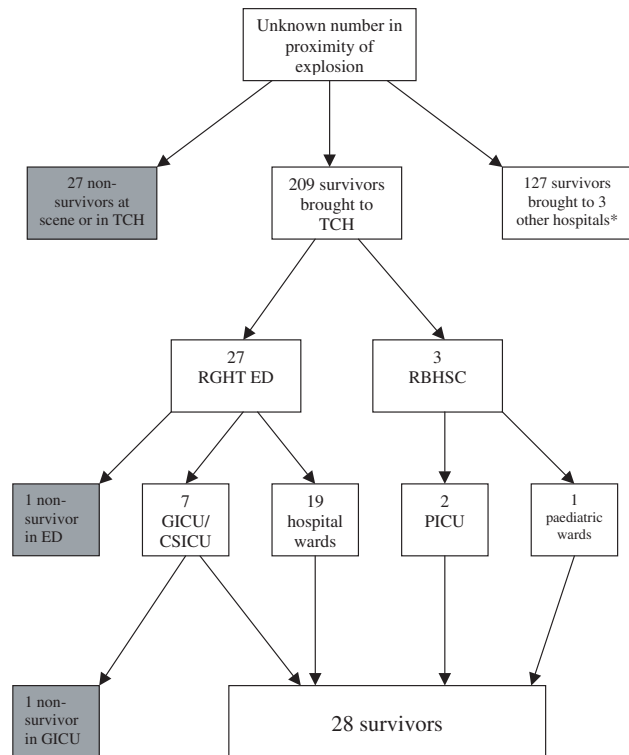 Unknown number in
proximity of
explosion
27 non-
survivors at
scene or in TCH
209 survivors
brought to
TCH
127 survivors
brought to 3
other hospitals*
27
RGHT ED
3
RBHSC
1 non-
survivor
in ED
7
GICU/
CSICU
19
hospital
wards
2
PICU
1
paediatric
wards
1 non-
survivor
in GICU
28 survivors